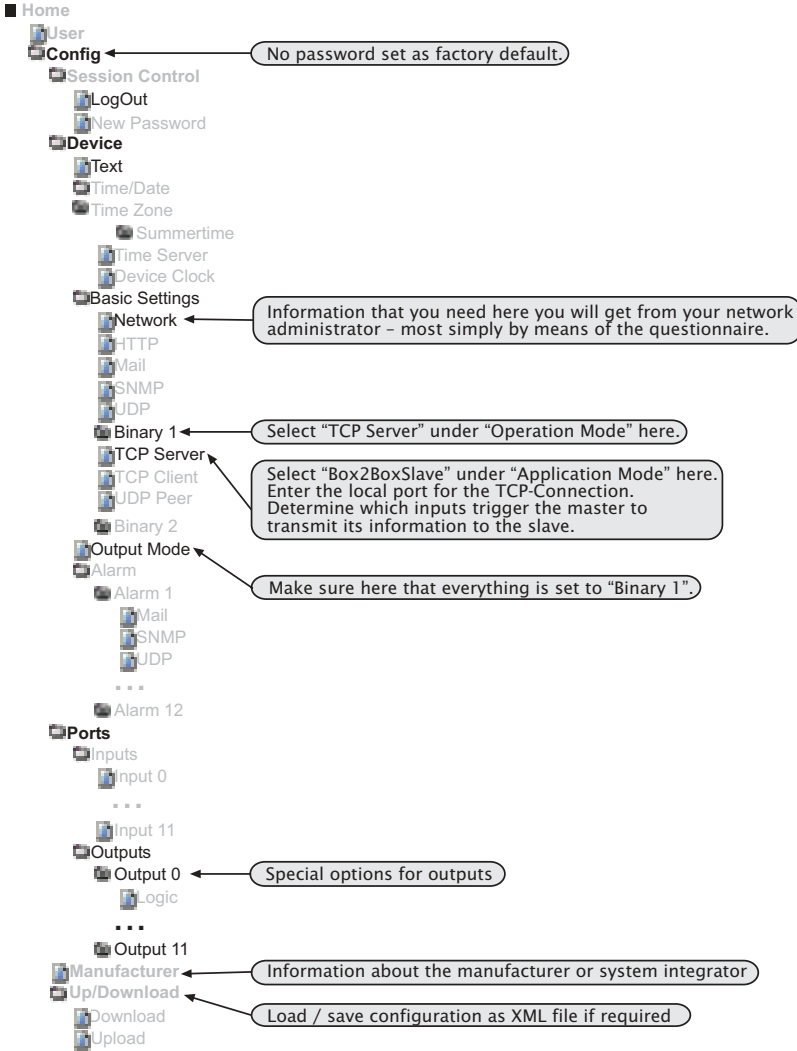 Home
User
Config
No password set as factory default.
Session Control
LogOut
New Password
Device
Text
Time/Date
Time Zone
Summertime
Time Server
Device Clock
Basic Settings
Network
Information that you need here you will get from your network
administrator – most simply by means of the questionnaire.
HTTP
Mail
SNMP
UDP
Binary 1
Select “TCP Server” under “Operation Mode” here.
TCP Server
TCP Client
UDP Peer
Select “Box2BoxSlave” under “Application Mode” here.
Enter the local port for the TCP-Connection.
Determine which inputs trigger the master to
transmit its information to the slave.
Binary 2
Output Mode
Make sure here that everything is set to “Binary 1”.
Alarm
Alarm 1
Mail
SNMP
UDP
...
Alarm 12
Ports
Inputs
Input 0
...
Input 11
Outputs
Output 0
Special options for outputs
Logic
...
Output 11
Manufacturer
Information about the manufacturer or system integrator
Up/Download
Load / save configuration as XML file if required
Download
Upload